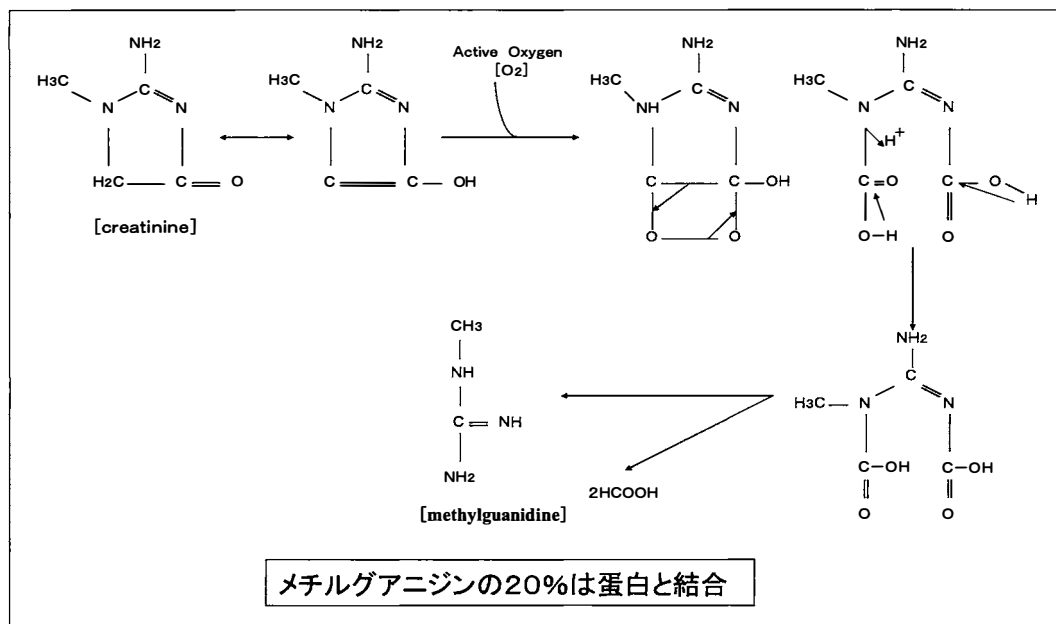 NH2
H3C
C
N
N
H2C
C
O
[creatinine]
NH2
H3C
C
N
N
C
C
OH
Active Oxygen
[O2]
NH2
H3C
C
NH
N
C
C
OH
O
O
NH2
H3C
C
N
N
H+
C
O
C
O
H
O
H
O
NH2
C
H3C
N
N
C
OH
C
OH
O
O
CH3
NH
C
NH
NH2
[methylguanidine]
2HCOOH
メチルグアニジンの20%は蛋白と結合